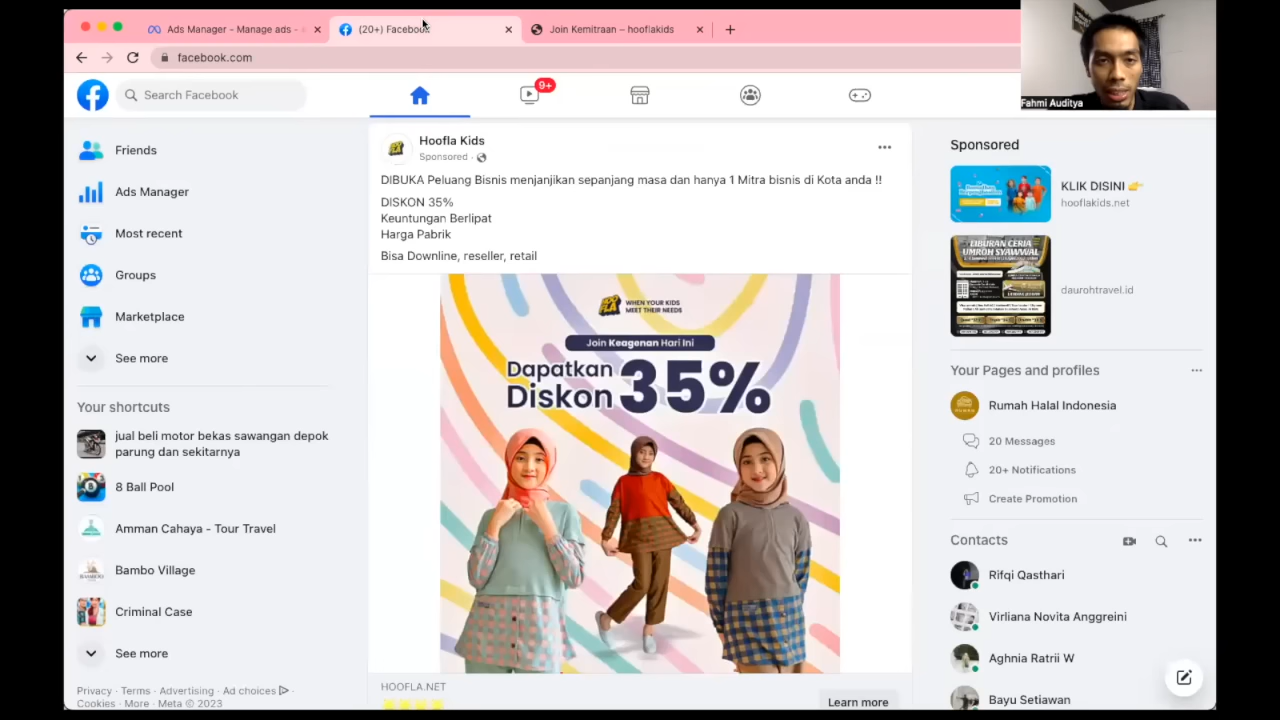 Ads Manager - Manage ads -
(20+) Facebook
Join Kemitraan – hooflakids
facebook.com
Fahmi Auditya
Search Facebook
9+
Friends
Ads Manager
Most recent
Groups
Marketplace
See more
Your shortcuts
jual beli motor bekas sawangan depok
parung dan sekitarnya
8 Ball Pool
Amman Cahaya - Tour Travel
Bambo Village
Criminal Case
See more
Privacy · Terms · Advertising · Ad choices ·
Cookies · More · Meta © 2023
Hoofla Kids
Sponsored ·
DIBUKA Peluang Bisnis menjanjikan sepanjang masa dan hanya 1 Mitra bisnis di Kota anda !!
DISKON 35%
Keuntungan Berlipat
Harga Pabrik
Bisa Downline, reseller, retail
WHEN YOUR KIDS
MEET THEIR NEEDS
Join Keagenan Hari Ini
Dapatkan
Diskon 35%
HOOFLA.NET
Learn more
Sponsored
KLIK DISINI 👉
hooflakids.net
LIBURAN CERIA
UMROH SYAWWAL
daurohtravel.id
Your Pages and profiles
Rumah Halal Indonesia
20 Messages
20+ Notifications
Create Promotion
Contacts
Rifqi Qasthari
Virliana Novita Anggreini
Aghnia Ratrii W
Bayu Setiawan